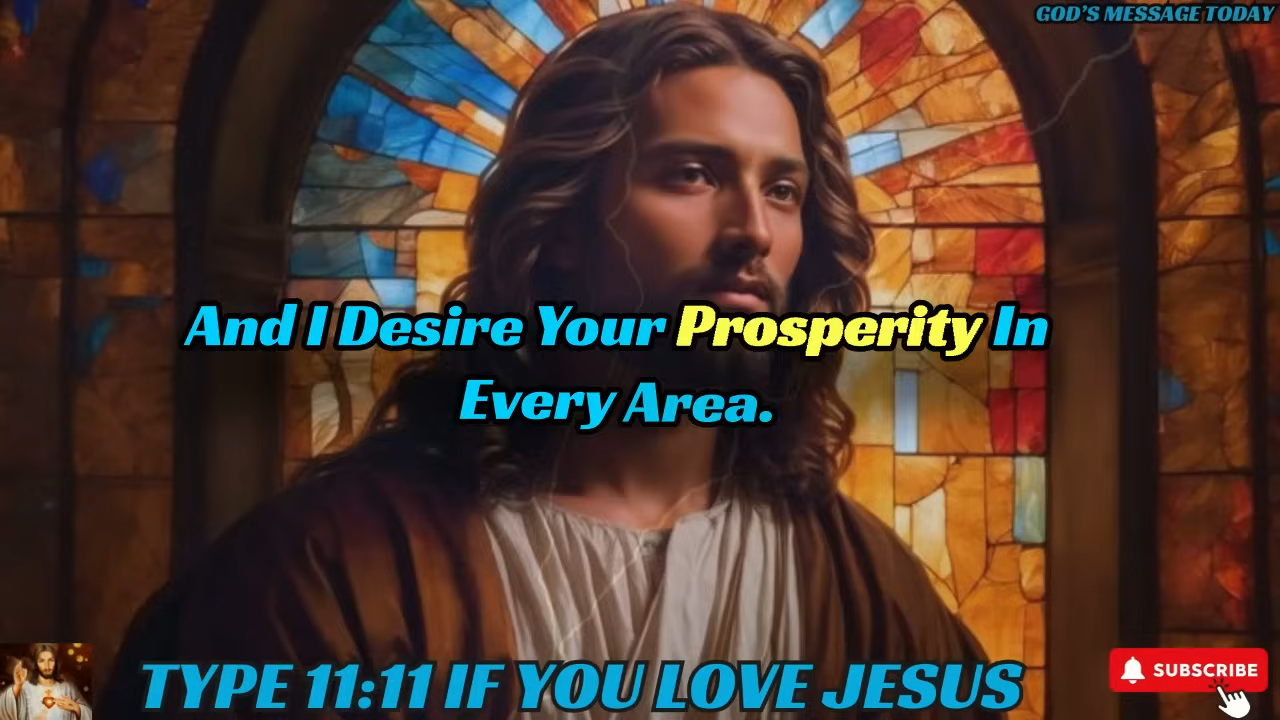 GOD'S MESSAGE TODAY
And I Desire Your Prosperity In
Every Area.
TYPE 11:11 IF YOU LOVE JESUS
SUBSCRIBE